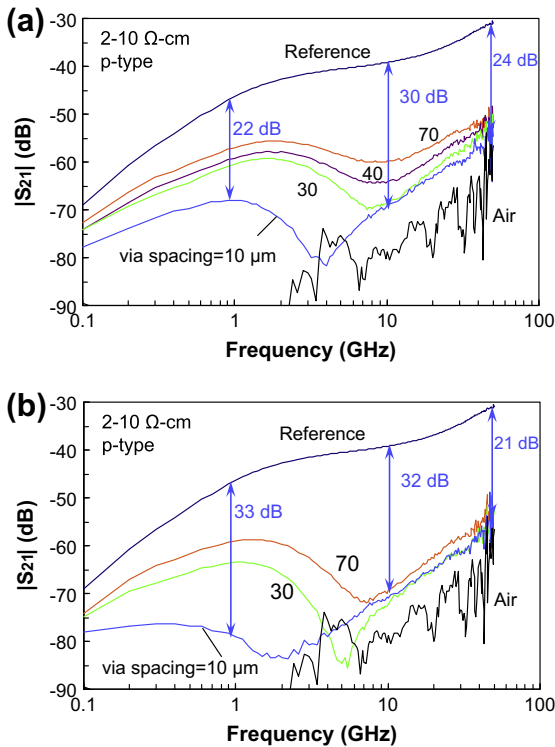 (a)
2-10 Ω-cm
p-type
Reference
24 dB
30 dB
22 dB
70
40
30
Air
via spacing=10 μm
|S21| (dB)
-30
-40
-50
-60
-70
-80
-90
0.1
1
10
100
Frequency (GHz)
(b)
2-10 Ω-cm
p-type
Reference
21 dB
32 dB
33 dB
70
30
Air
via spacing=10 μm
|S21| (dB)
-30
-40
-50
-60
-70
-80
-90
0.1
1
10
100
Frequency (GHz)